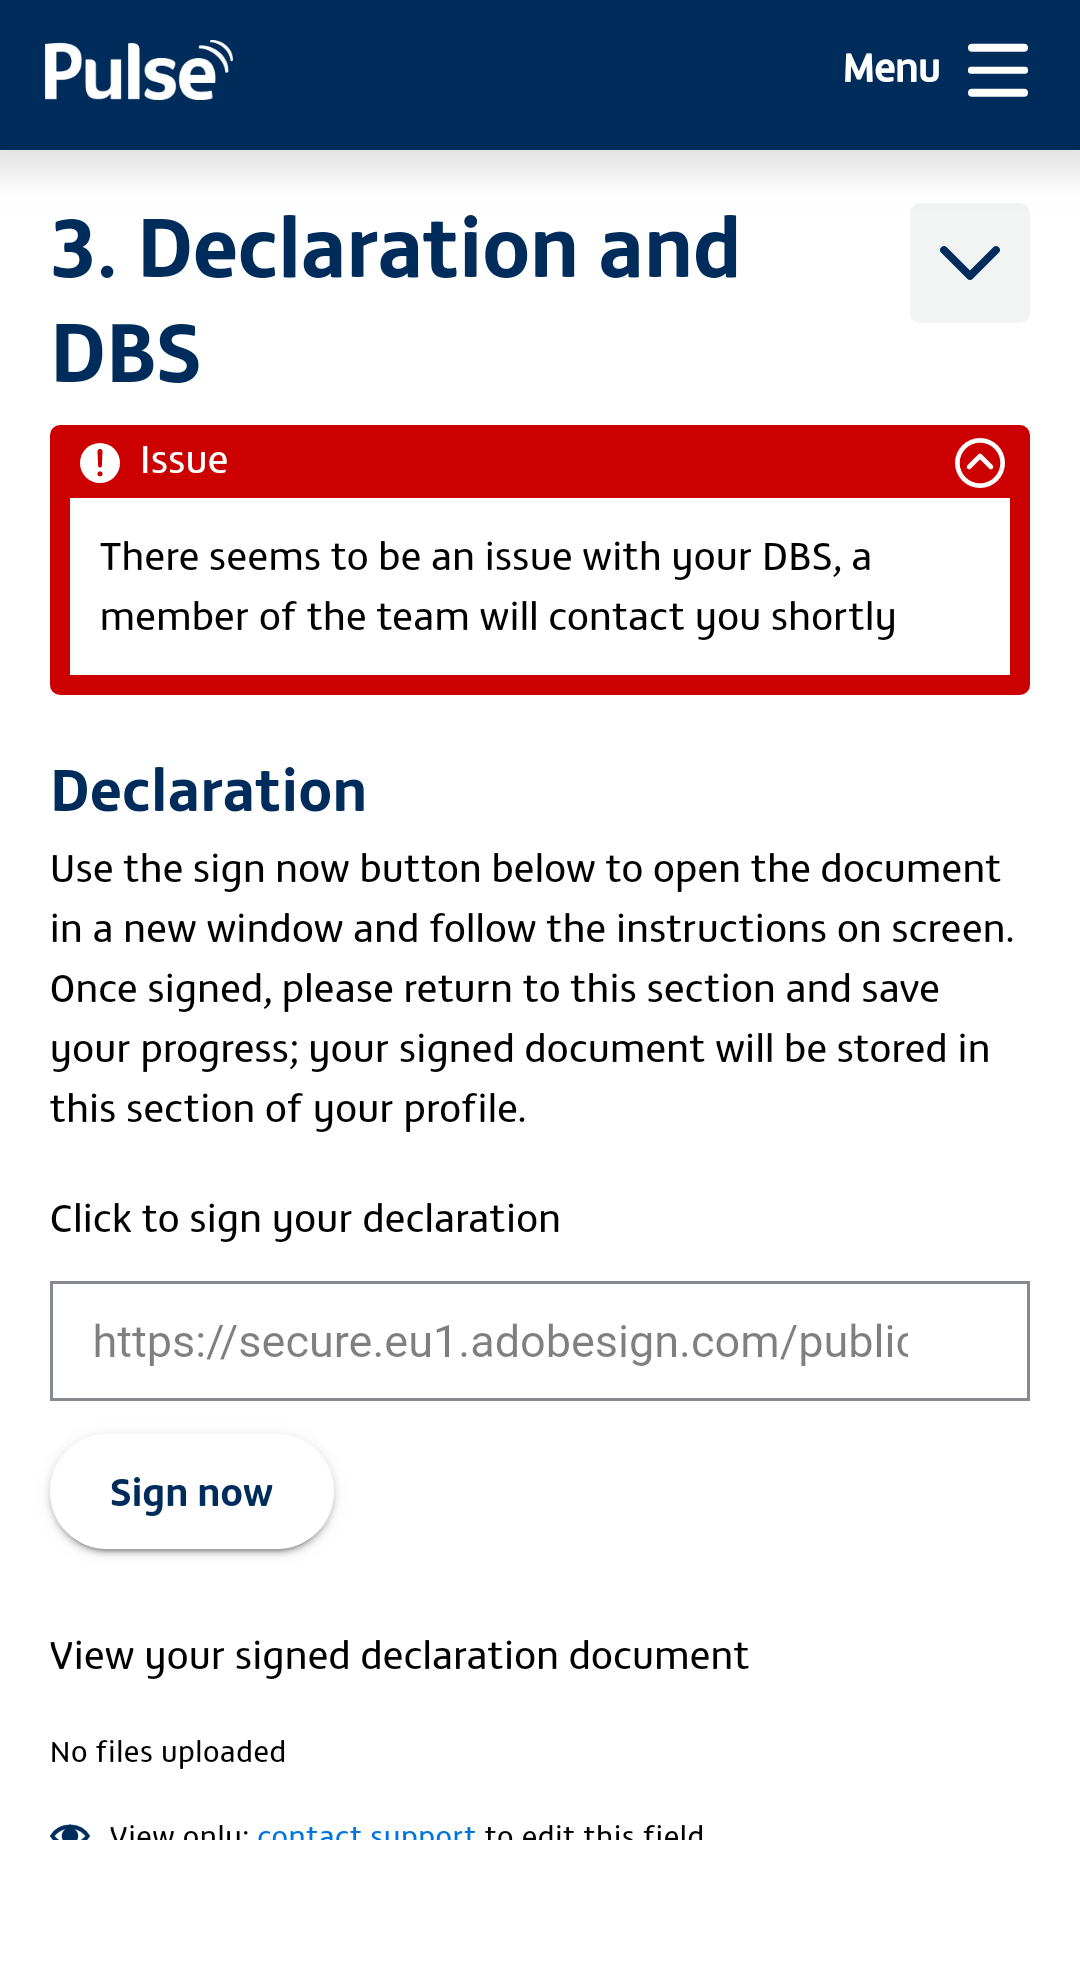 Pulse
Menu
3. Declaration and
DBS
Issue
There seems to be an issue with your DBS, a
member of the team will contact you shortly
Declaration
Use the sign now button below to open the document
in a new window and follow the instructions on screen.
Once signed, please return to this section and save
your progress; your signed document will be stored in
this section of your profile.
Click to sign your declaration
https://secure.eu1.adobesign.com/public
Sign now
View your signed declaration document
No files uploaded
View only: contact support to edit this field